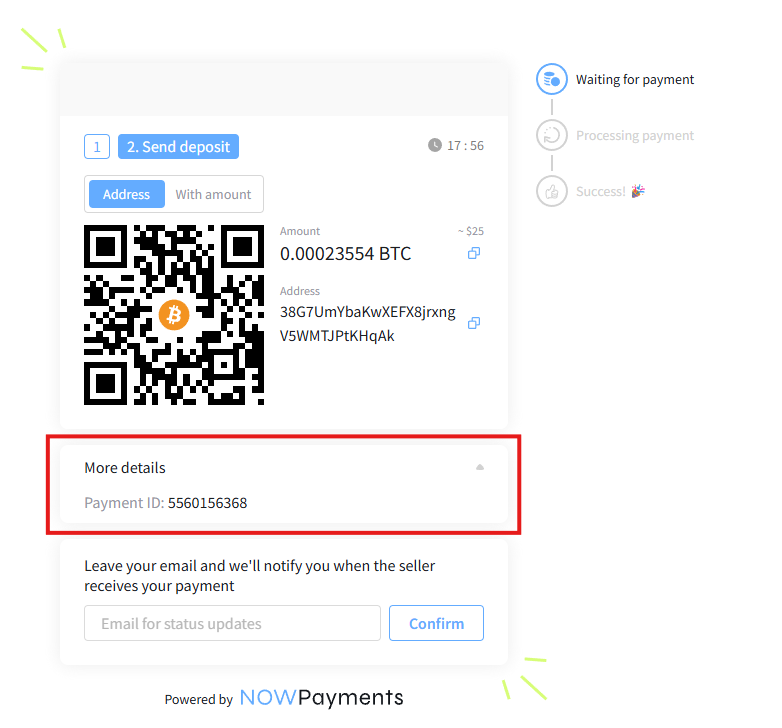 1
2. Send deposit
17 : 56
Address
With amount
Amount
~ $25
0.00023554 BTC
Address
38G7UmYbaKwXEFX8jrxng
V5WMTJPtKHqAk
More details
Payment ID: 5560156368
Leave your email and we'll notify you when the seller
receives your payment
Email for status updates
Confirm
Powered by NOWPayments
Waiting for payment
Processing payment
Success! 🎉